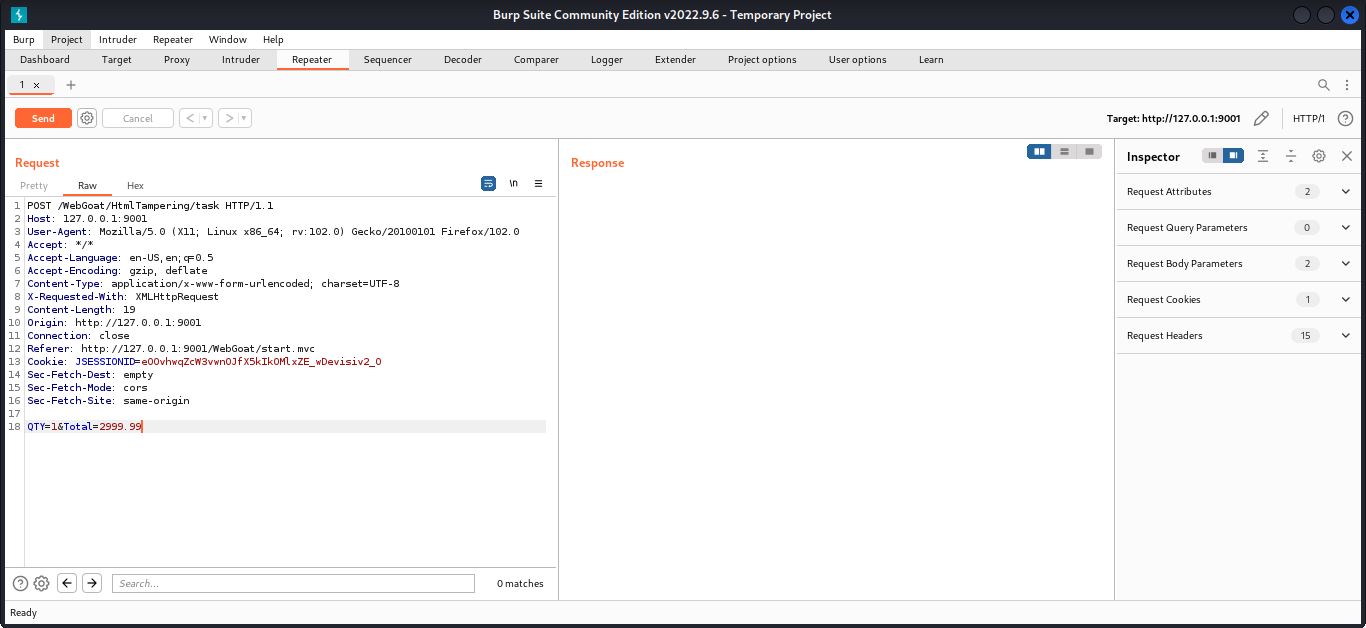 Burp Suite Community Edition v2022.9.6 - Temporary Project
Burp Project Intruder Repeater Window Help
Dashboard Target Proxy Intruder Repeater Sequencer Decoder Comparer Logger Extender Project options User options Learn
1 × +
Send Cancel < > Target: http://127.0.0.1:9001 HTTP/1 ?
Request
Pretty Raw Hex \n
1 POST /WebGoat/HtmlTampering/task HTTP/1.1
2 Host: 127.0.0.1:9001
3 User-Agent: Mozilla/5.0 (X11; Linux x86_64; rv:102.0) Gecko/20100101 Firefox/102.0
4 Accept: */*
5 Accept-Language: en-US,en;q=0.5
6 Accept-Encoding: gzip, deflate
7 Content-Type: application/x-www-form-urlencoded; charset=UTF-8
8 X-Requested-With: XMLHttpRequest
9 Content-Length: 19
10 Origin: http://127.0.0.1:9001
11 Connection: close
12 Referer: http://127.0.0.1:9001/WebGoat/start.mvc
13 Cookie: JSESSIONID=eOOvhwqZcW3vwnOJfX5kIkOMlxZE_wDevisiv2_O
14 Sec-Fetch-Dest: empty
15 Sec-Fetch-Mode: cors
16 Sec-Fetch-Site: same-origin
17
18 QTY=1&Total=2999.99
? Search... 0 matches
Response
Inspector
Request Attributes 2
Request Query Parameters 0
Request Body Parameters 2
Request Cookies 1
Request Headers 15
Ready